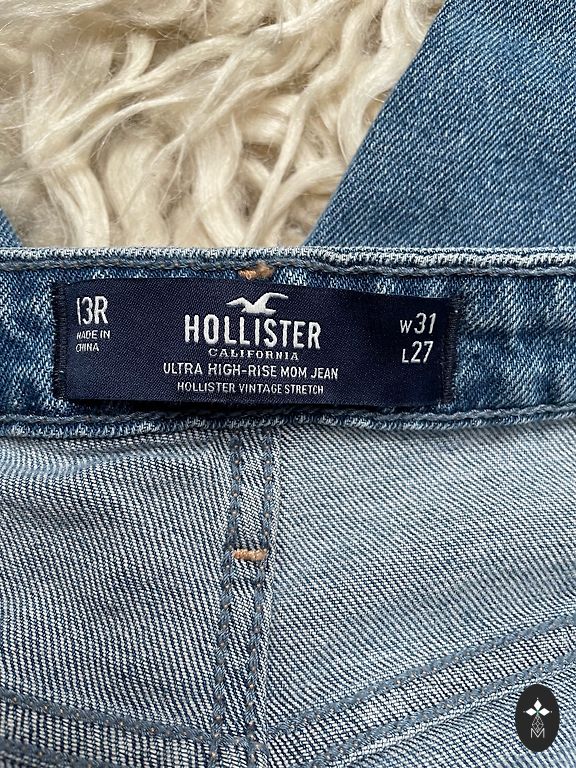 13R
MADE IN
CHINA
HOLLISTER
CALIFORNIA
ULTRA HIGH-RISE MOM JEAN
HOLLISTER VINTAGE STRETCH
W31
L27
M